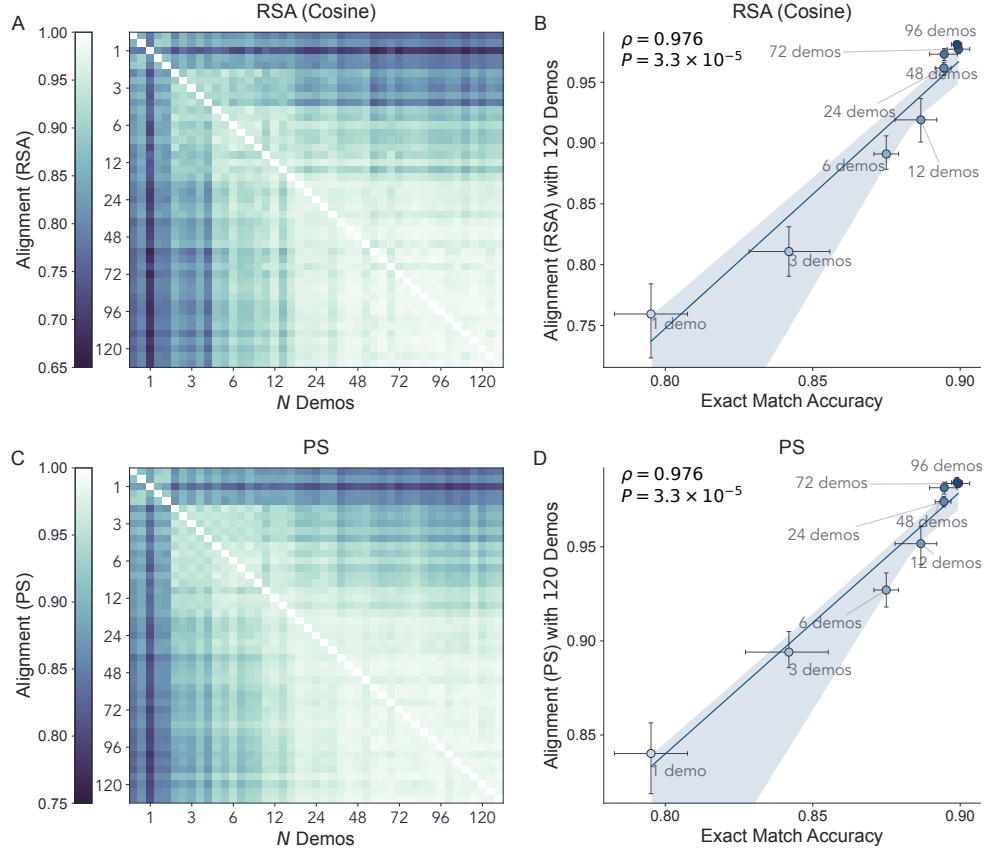 A
RSA (Cosine)
1.00
0.95
0.90
0.85
0.80
0.75
0.70
0.65
Alignment (RSA)
1
3
6
12
24
48
72
96
120
1
3
6
12
24
48
72
96
120
N Demos
B
RSA (Cosine)
ρ = 0.976
P = 3.3 × 10⁻⁵
96 demos
72 demos
48 demos
24 demos
12 demos
6 demos
3 demos
1 demo
0.95
0.90
0.85
0.80
0.75
Alignment (RSA) with 120 Demos
0.80
0.85
0.90
Exact Match Accuracy
C
PS
1.00
0.95
0.90
0.85
0.80
0.75
Alignment (PS)
1
3
6
12
24
48
72
96
120
1
3
6
12
24
48
72
96
120
N Demos
D
PS
ρ = 0.976
P = 3.3 × 10⁻⁵
96 demos
72 demos
48 demos
24 demos
12 demos
6 demos
3 demos
1 demo
0.95
0.90
0.85
Alignment (PS) with 120 Demos
0.80
0.85
0.90
Exact Match Accuracy